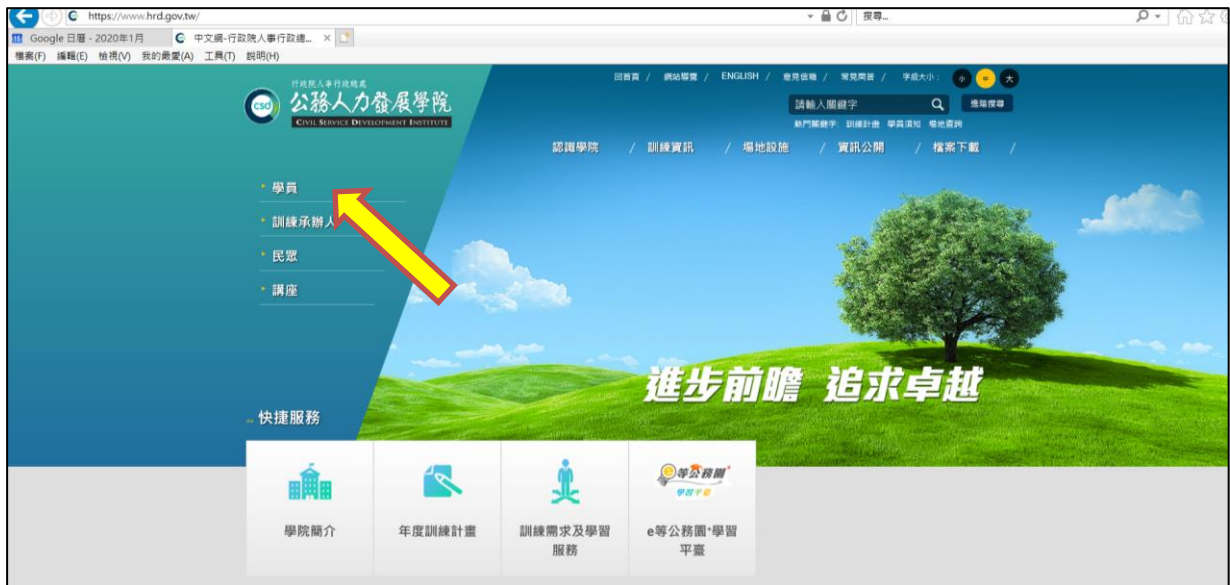 https://www.hrd.gov.tw/
搜尋...
Google 日曆 - 2020年1月
中文網-行政院人事行政總...
檔案(F) 編輯(E) 檢視(V) 我的最愛(A) 工具(T) 說明(H)
回首頁 / 網站導覽 / ENGLISH / 意見信箱 / 常見問答 / 字級大小: 小 中 大
行政院人事行政總處
csd 公務人力發展學院
CIVIL SERVICE DEVELOPMENT INSTITUTE
請輸入關鍵字 進階搜尋
熱門關鍵字: 訓練計畫 學員須知 場地查詢
認識學院 / 訓練資訊 / 場地設施 / 資訊公開 / 檔案下載 /
學員
訓練承辦人
民眾
講座
進步前瞻 追求卓越
快捷服務
e等公務園+
學習平臺
學院簡介
年度訓練計畫
訓練需求及學習
服務
e等公務園+學習
平臺